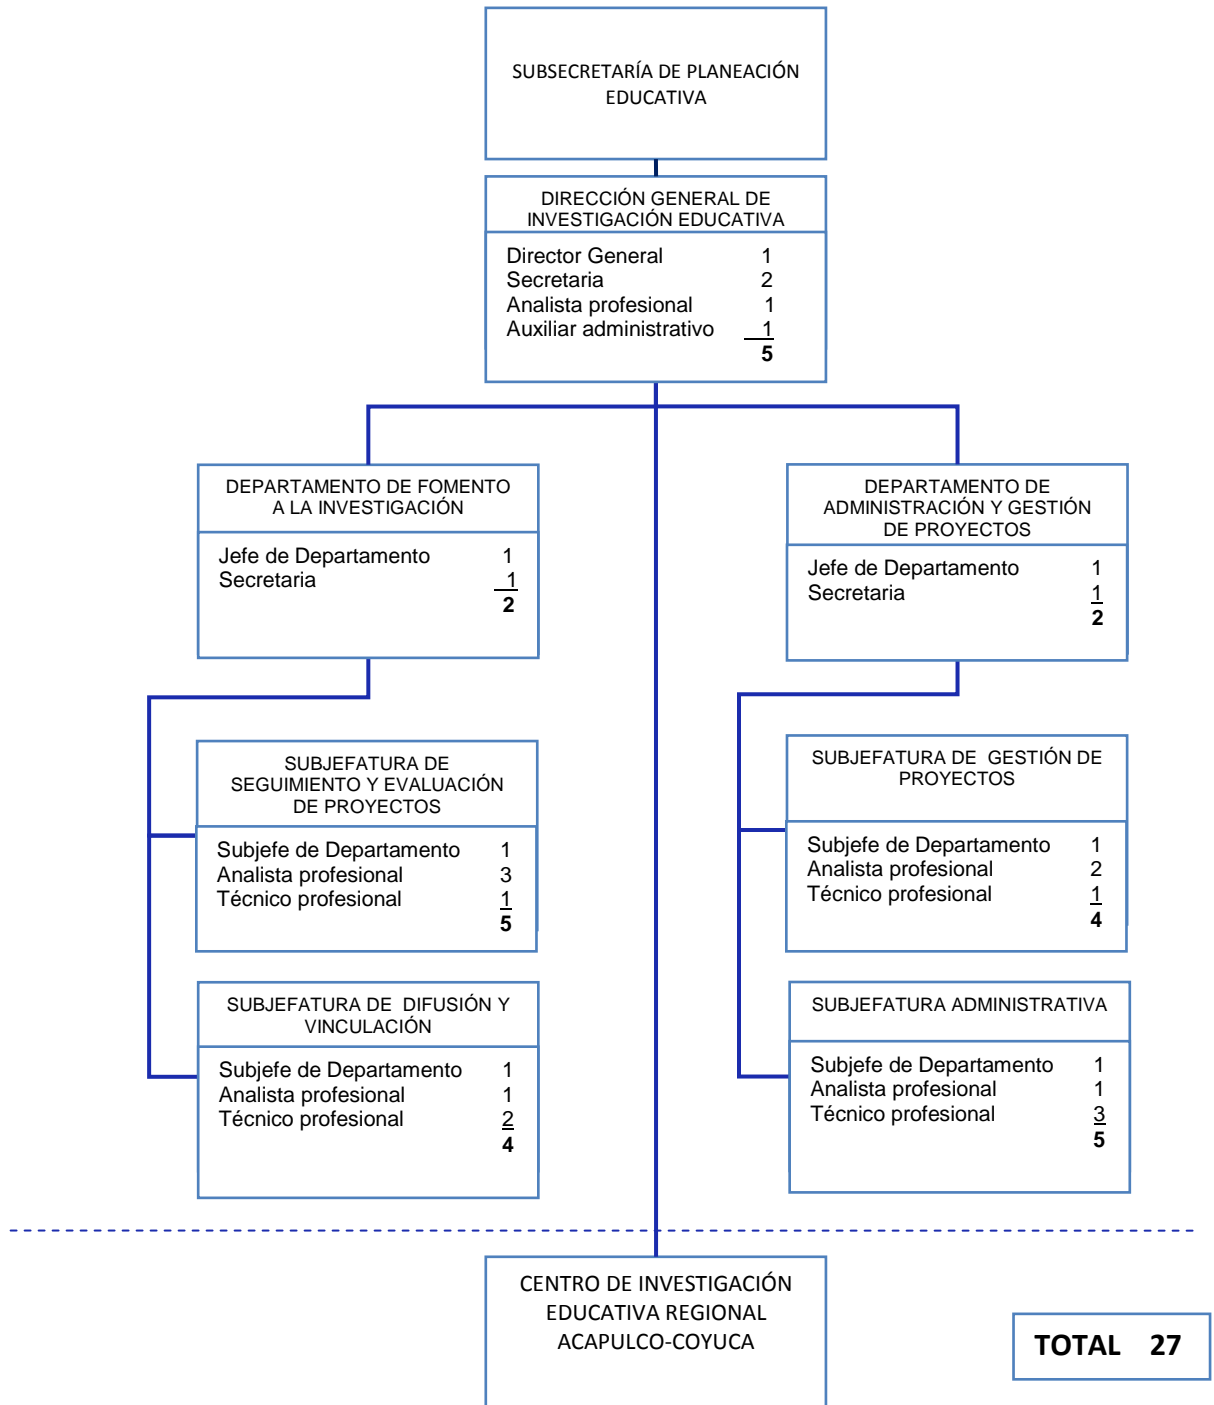 SUBSECRETARÍA DE PLANEACIÓN
EDUCATIVA
DIRECCIÓN GENERAL DE
INVESTIGACIÓN EDUCATIVA
Director General 1
Secretaria 2
Analista profesional 1
Auxiliar administrativo 1
5
DEPARTAMENTO DE FOMENTO
A LA INVESTIGACIÓN
Jefe de Departamento 1
Secretaria 1
2
DEPARTAMENTO DE
ADMINISTRACIÓN Y GESTIÓN
DE PROYECTOS
Jefe de Departamento 1
Secretaria 1
2
SUBJEFATURA DE
SEGUIMIENTO Y EVALUACIÓN
DE PROYECTOS
Subjefe de Departamento 1
Analista profesional 3
Técnico profesional 1
5
SUBJEFATURA DE GESTIÓN DE
PROYECTOS
Subjefe de Departamento 1
Analista profesional 2
Técnico profesional 1
4
SUBJEFATURA DE DIFUSIÓN Y
VINCULACIÓN
Subjefe de Departamento 1
Analista profesional 1
Técnico profesional 2
4
SUBJEFATURA ADMINISTRATIVA
Subjefe de Departamento 1
Analista profesional 1
Técnico profesional 3
5
CENTRO DE INVESTIGACIÓN
EDUCATIVA REGIONAL
ACAPULCO-COYUCA
TOTAL 27